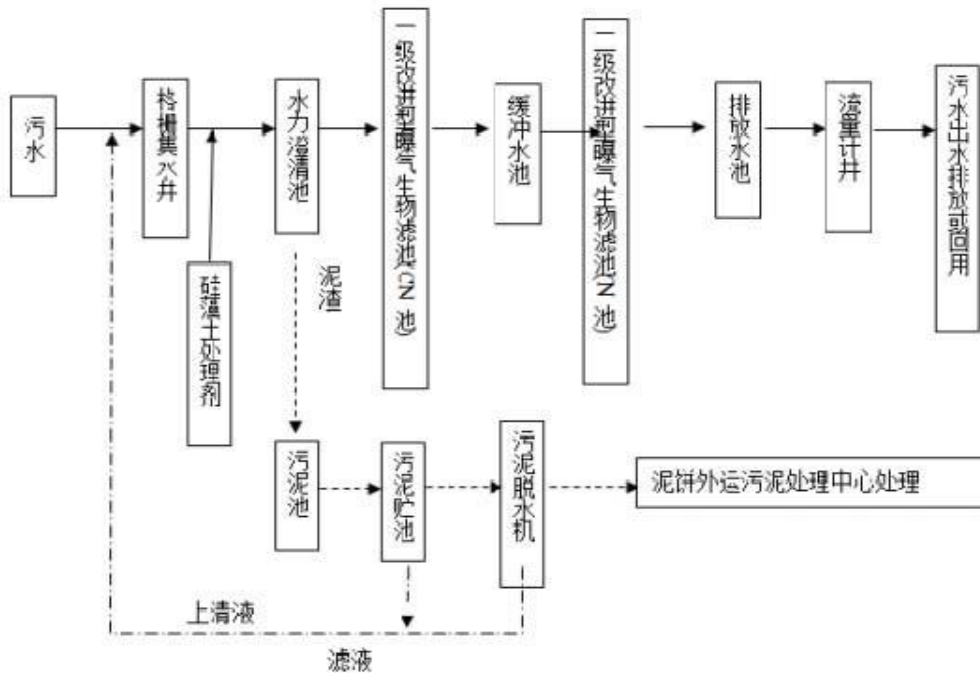 污水
格栅集水井
硅藻土处理剂
水力澄清池
一级改进型曝气生物滤池(CN池)
缓冲水池
二级改进型曝气生物滤池(N池)
排放水池
流量计井
污水出水排放或回用
泥渣
污泥池
污泥贮池
污泥脱水机
泥饼外运污泥处理中心处理
上清液
滤液